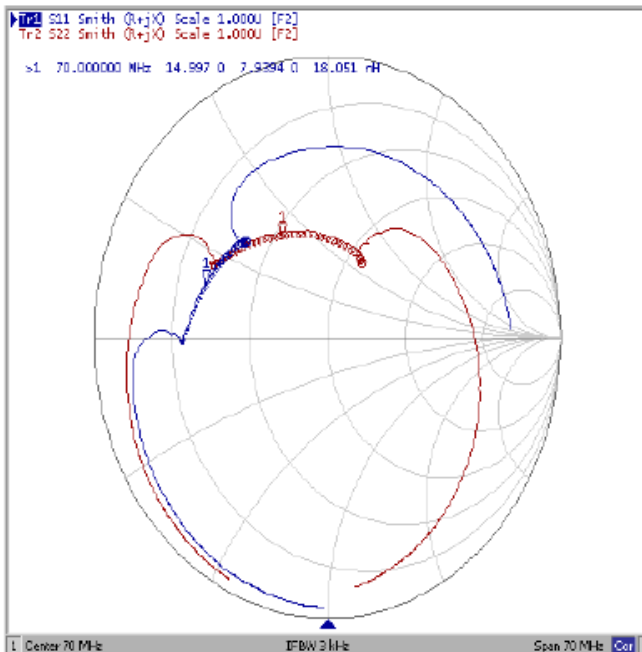 Tr1 S11 Smith (R+jX) Scale 1.000U [F2]
Tr2 S22 Smith (R+jX) Scale 1.000U [F2]
>1 70.000000 MHz 14.997 Ω 7.9394 Ω 18.051 nH
1
1
1 Center 70 MHz IFBW 3 kHz Span 70 MHz Cor